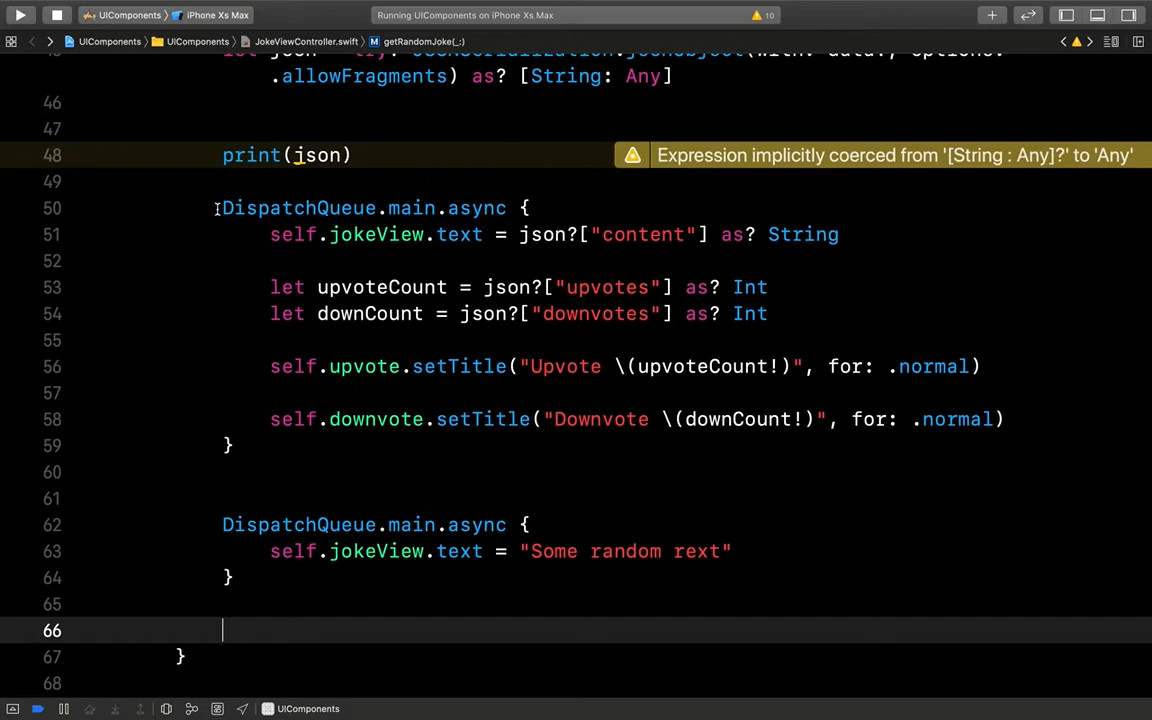 UIComponents 〉 iPhone Xs Max
Running UIComponents on iPhone Xs Max
10
UIComponents 〉 UIComponents 〉 JokeViewController.swift 〉 M getRandomJoke(_:)
.allowFragments) as? [String: Any]
46
47
48 print(json)
Expression implicitly coerced from '[String : Any]?' to 'Any'
49
50 DispatchQueue.main.async {
51 self.jokeView.text = json?["content"] as? String
52
53 let upvoteCount = json?["upvotes"] as? Int
54 let downCount = json?["downvotes"] as? Int
55
56 self.upvote.setTitle("Upvote \(upvoteCount!)", for: .normal)
57
58 self.downvote.setTitle("Downvote \(downCount!)", for: .normal)
59 }
60
61
62 DispatchQueue.main.async {
63 self.jokeView.text = "Some random rext"
64 }
65
66
67 }
68
UIComponents